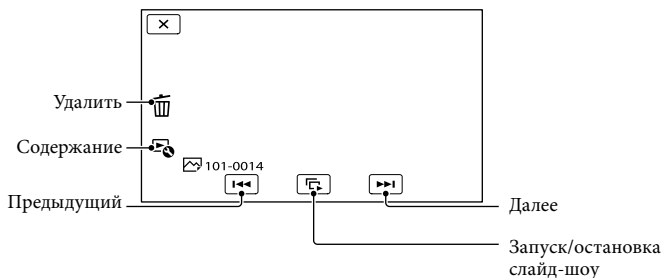 Удалить
Содержание
101-0014
Предыдущий
Далее
Запуск/остановка
слайд-шоу